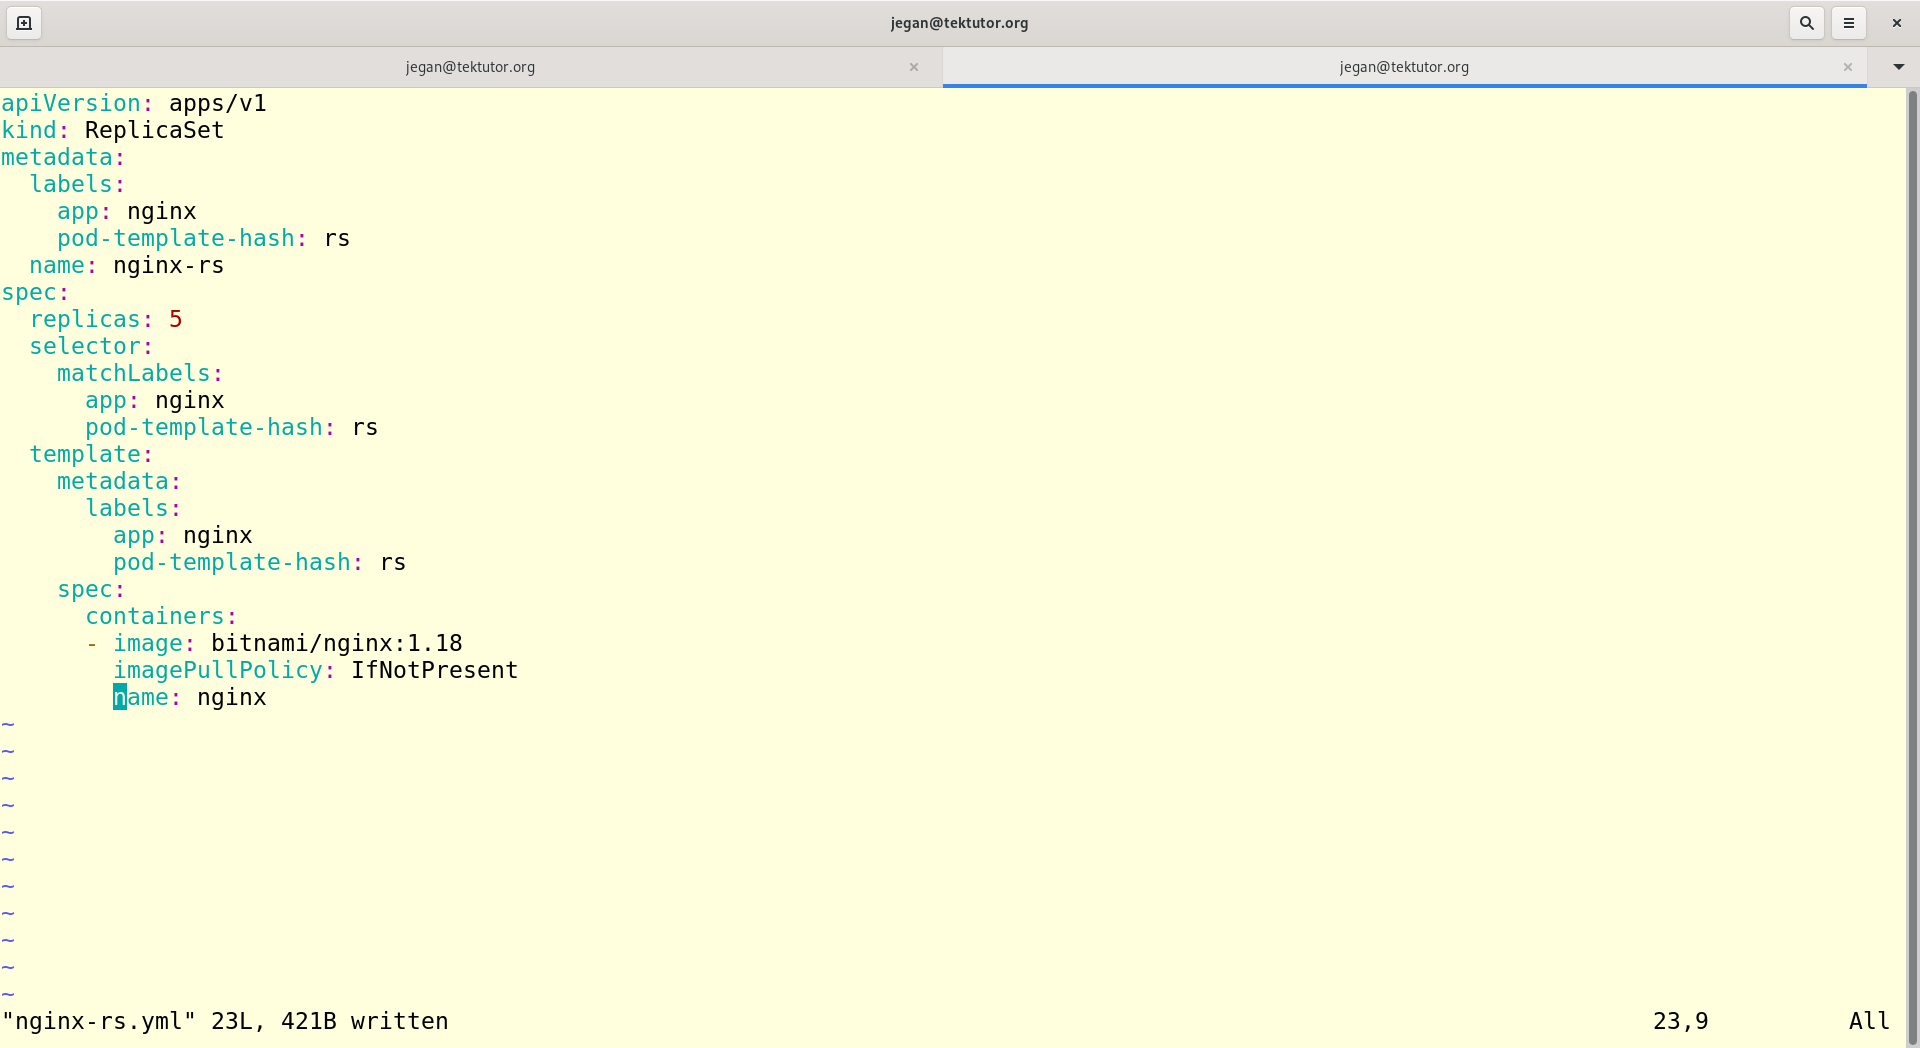 jegan@tektutor.org
jegan@tektutor.org jegan@tektutor.org
apiVersion: apps/v1
kind: ReplicaSet
metadata:
  labels:
    app: nginx
    pod-template-hash: rs
  name: nginx-rs
spec:
  replicas: 5
  selector:
    matchLabels:
      app: nginx
      pod-template-hash: rs
  template:
    metadata:
      labels:
        app: nginx
        pod-template-hash: rs
    spec:
      containers:
      - image: bitnami/nginx:1.18
        imagePullPolicy: IfNotPresent
        name: nginx
~
~
~
~
~
~
~
~
~
~
~
"nginx-rs.yml" 23L, 421B written 23,9 All